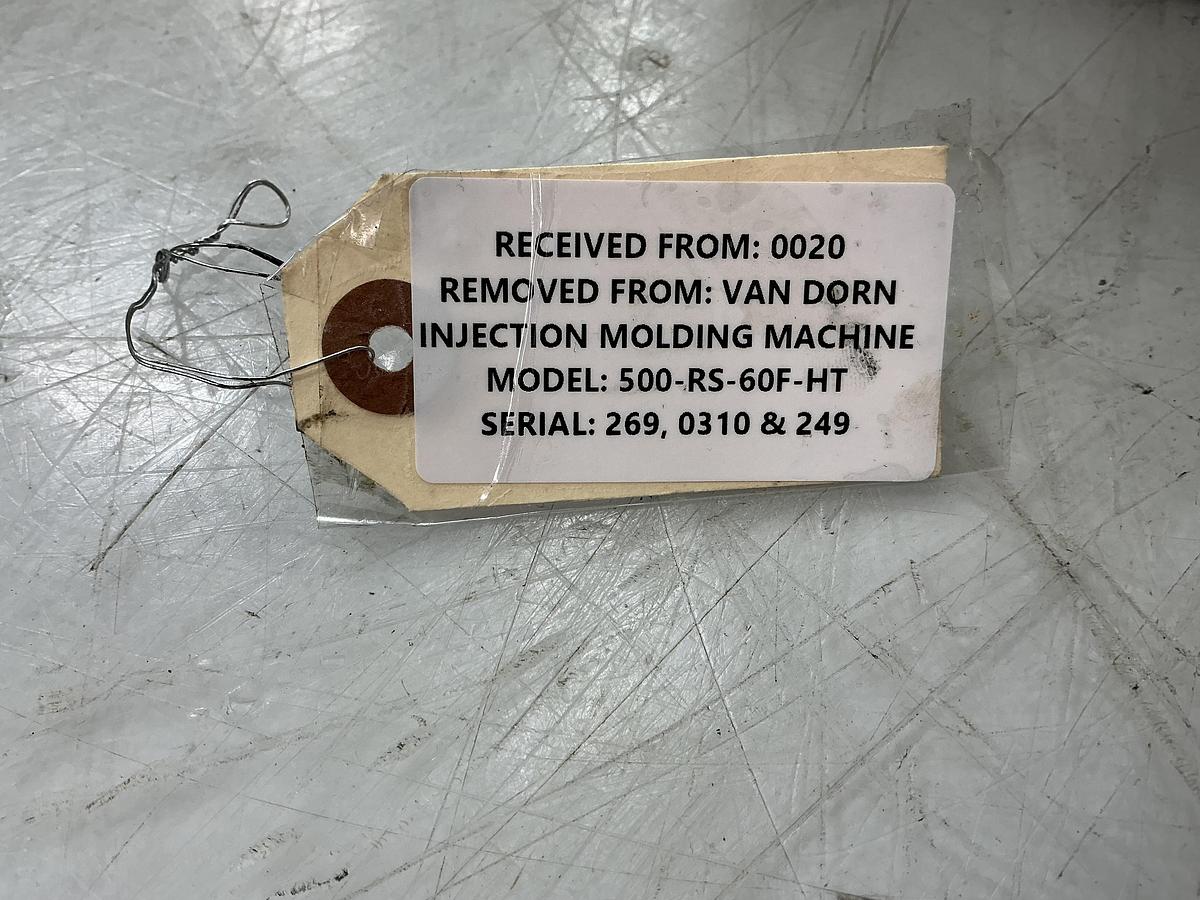 RECEIVED FROM: 0020
REMOVED FROM: VAN DORN
INJECTION MOLDING MACHINE
MODEL: 500-RS-60F-HT
SERIAL: 269, 0310 & 249